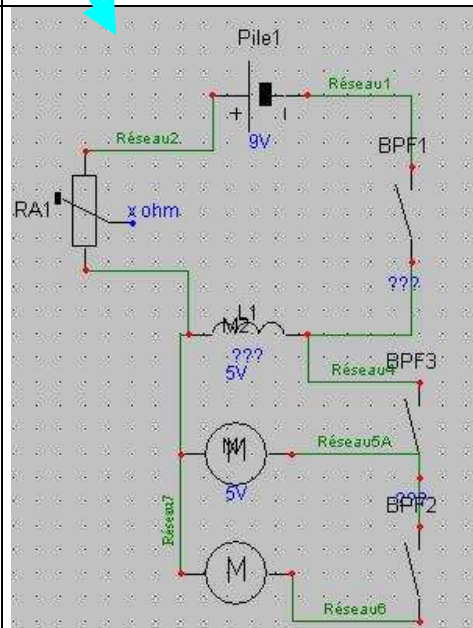 Pile1
Réseau1
+
9V
Réseau2
BPF1
RA1
x ohm
???
L1
M2
???
5V
BPF3
Réseau4
Réseau5A
M
5V
???
BPF2
Réseau7
M
Réseau6